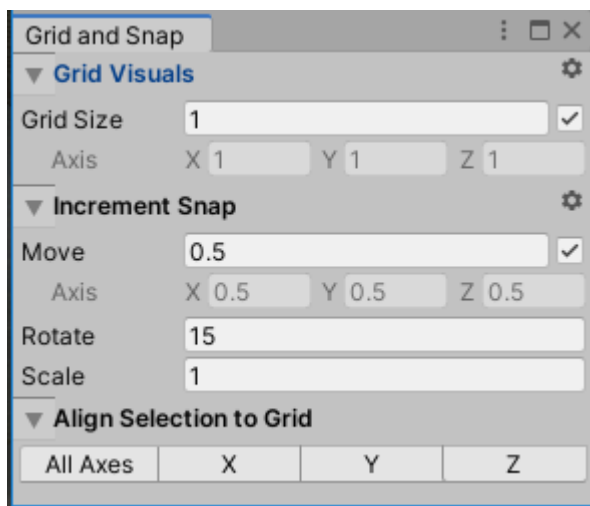 Grid and Snap
Grid Visuals
Grid Size 1
Axis X 1 Y 1 Z 1
Increment Snap
Move 0.5
Axis X 0.5 Y 0.5 Z 0.5
Rotate 15
Scale 1
Align Selection to Grid
All Axes X Y Z